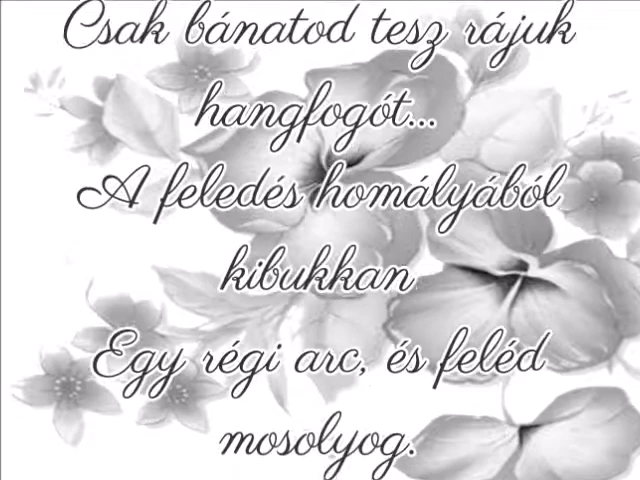 Csak bánatod tesz rájuk
hangfogót...
A feledés homályából
kibukkan
Egy régi arc, és feléd
mosolyog.